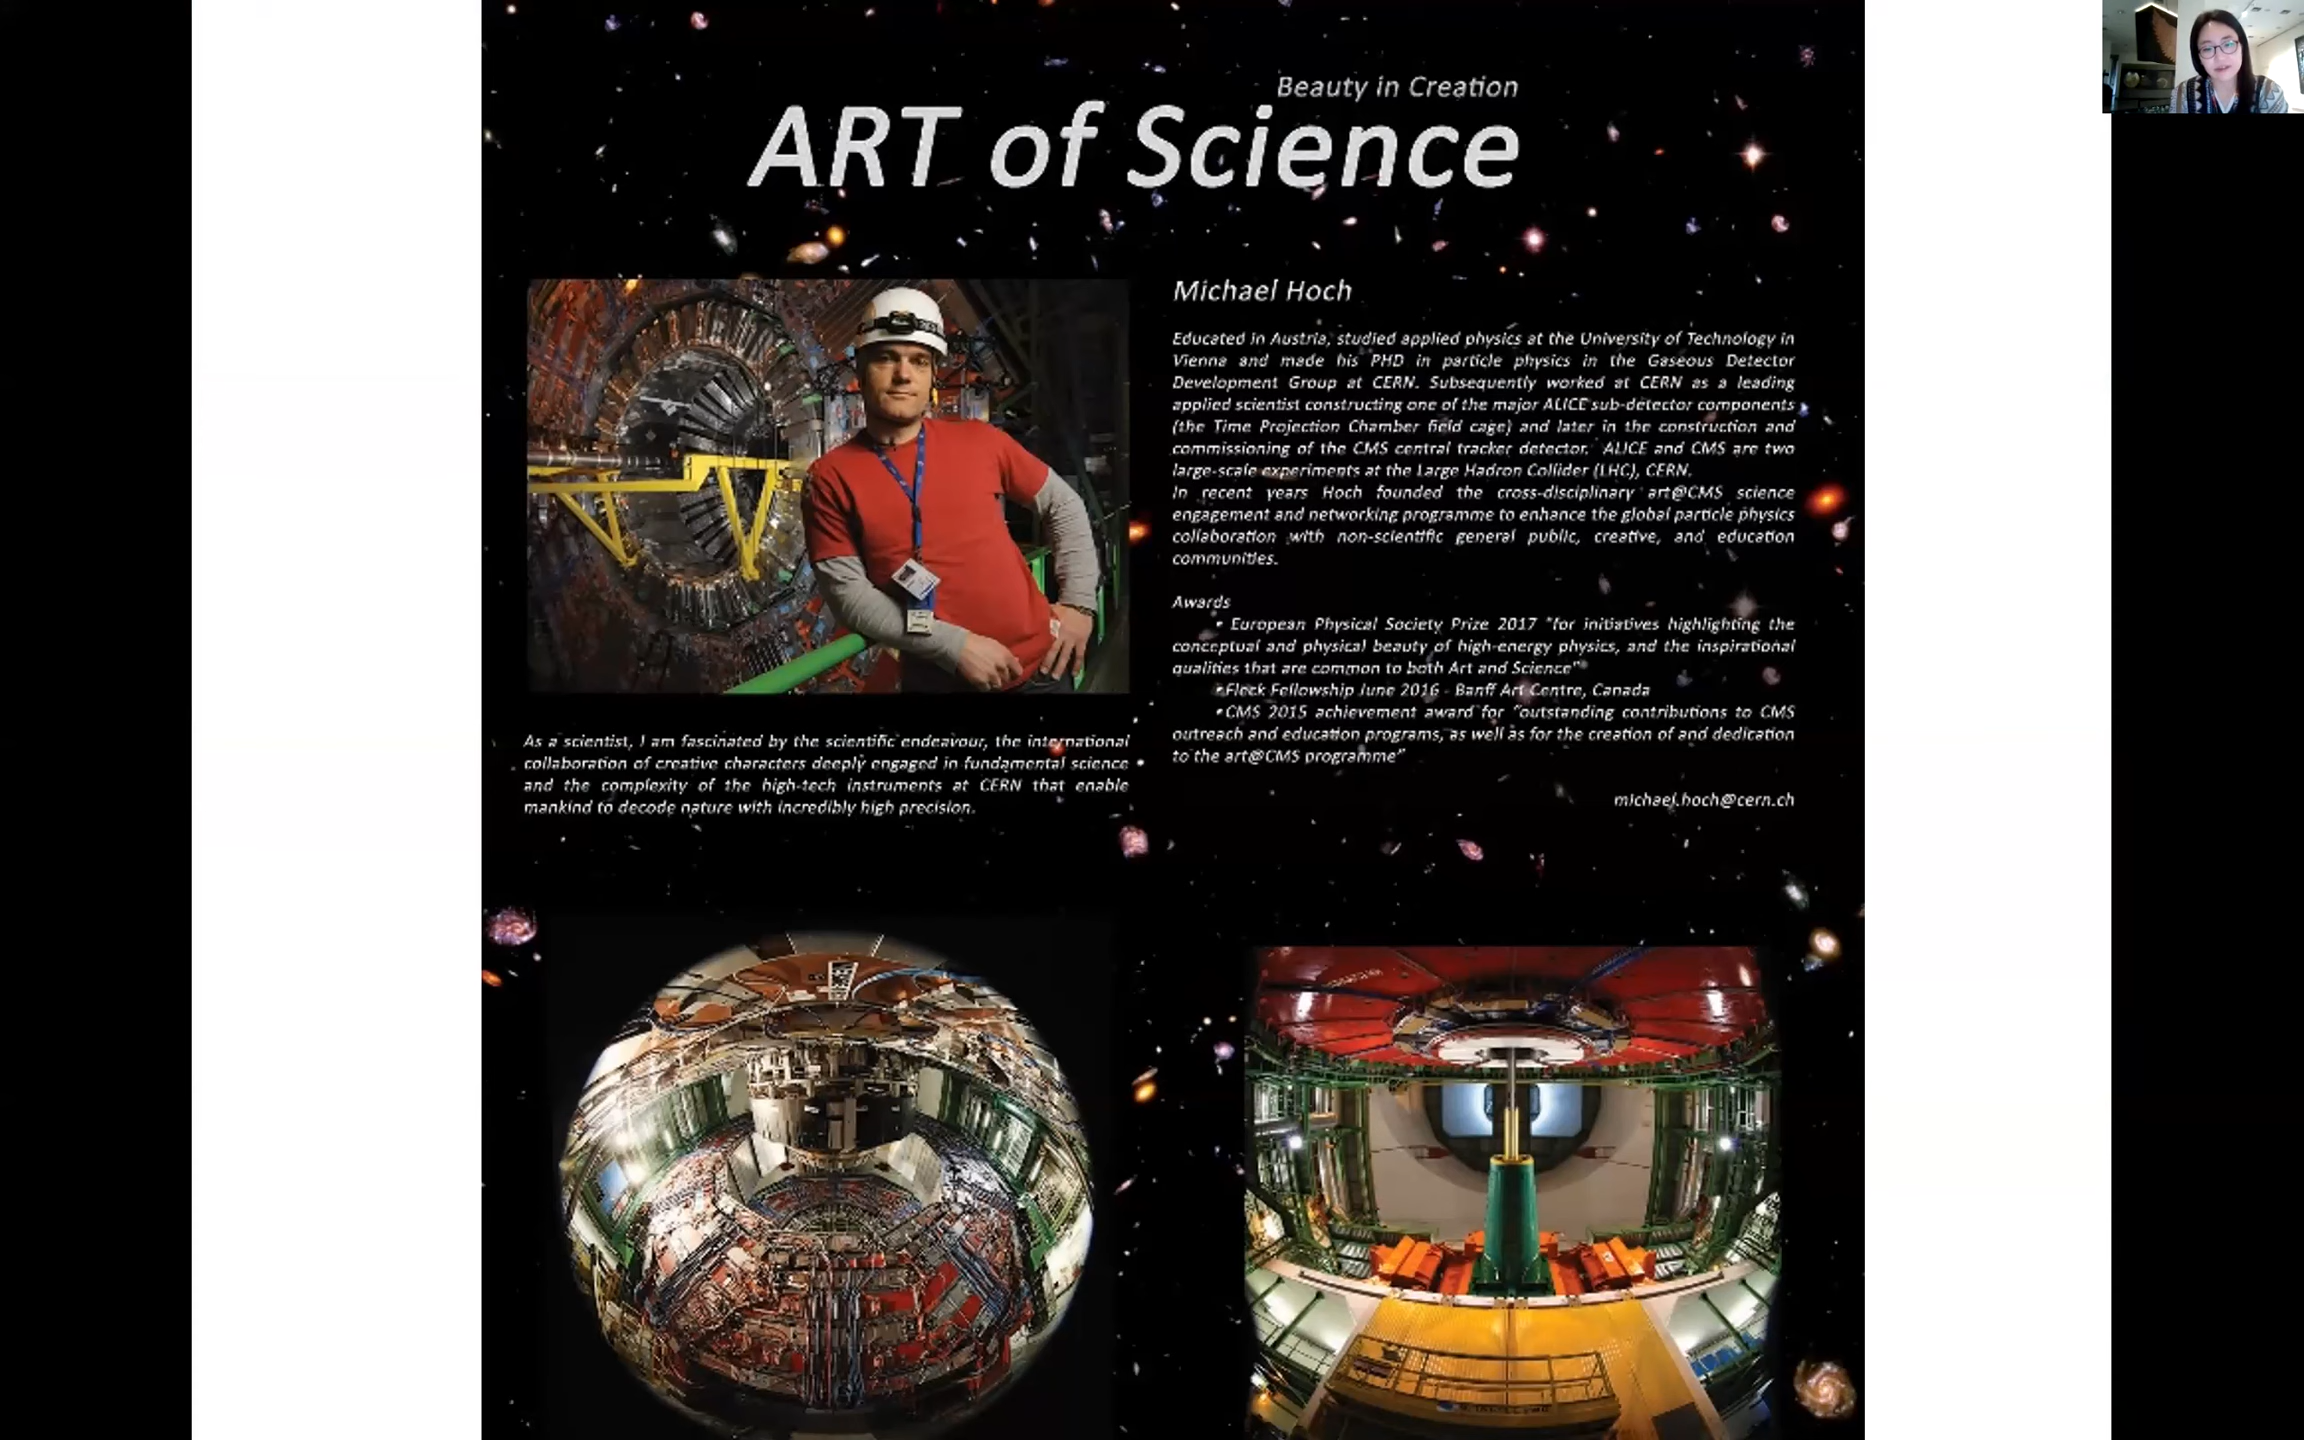 Beauty in Creation
ART of Science
Michael Hoch
Educated in Austria, studied applied physics at the University of Technology in
Vienna and made his PHD in particle physics in the Gaseous Detector
Development Group at CERN. Subsequently worked at CERN as a leading
applied scientist constructing one of the major ALICE sub-detector components
(the Time Projection Chamber field cage) and later in the construction and
commissioning of the CMS central tracker detector. ALICE and CMS are two
large-scale experiments at the Large Hadron Collider (LHC), CERN.
In recent years Hoch founded the cross-disciplinary art@CMS science
engagement and networking programme to enhance the global particle physics
collaboration with non-scientific general public, creative, and education
communities.
Awards
• European Physical Society Prize 2017 "for initiatives highlighting the
conceptual and physical beauty of high-energy physics, and the inspirational
qualities that are common to both Art and Science"
•Fleck Fellowship June 2016 - Banff Art Centre, Canada
•CMS 2015 achievement award for "outstanding contributions to CMS
outreach and education programs, as well as for the creation of and dedication
to the art@CMS programme"
michael.hoch@cern.ch
As a scientist, I am fascinated by the scientific endeavour, the international
collaboration of creative characters deeply engaged in fundamental science
and the complexity of the high-tech instruments at CERN that enable
mankind to decode nature with incredibly high precision.